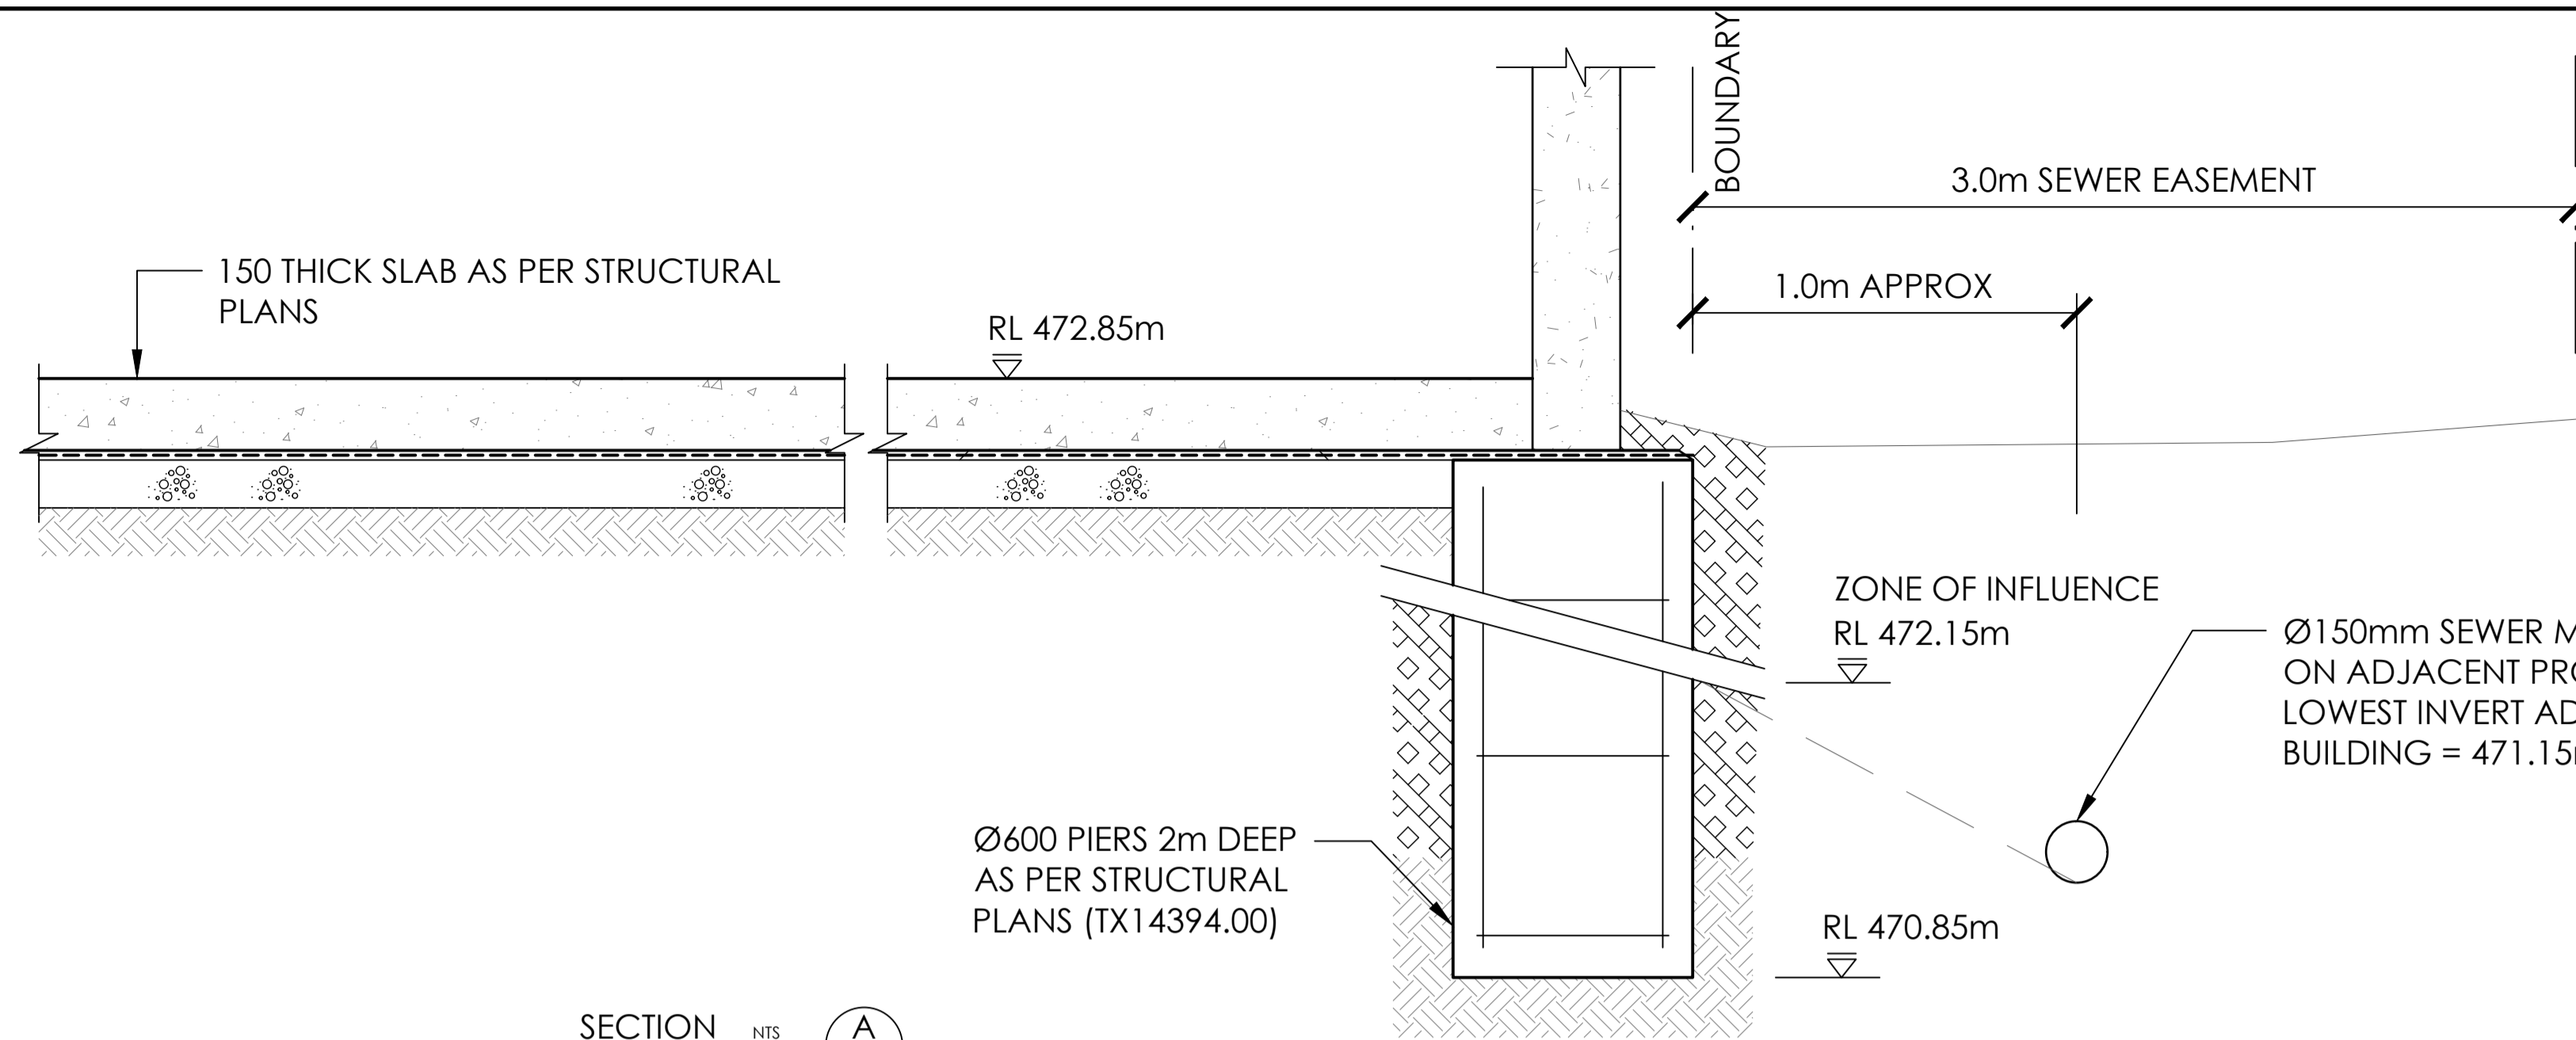 BOUNDARY
3.0m SEWER EASEMENT
1.0m APPROX
150 THICK SLAB AS PER STRUCTURAL
PLANS
RL 472.85m
ZONE OF INFLUENCE
RL 472.15m
Ø150mm SEWER
ON ADJACENT
LOWEST INVERT
BUILDING = 471.15
Ø600 PIERS 2m DEEP
AS PER STRUCTURAL
PLANS (TX14394.00)
RL 470.85m
SECTION NTS A